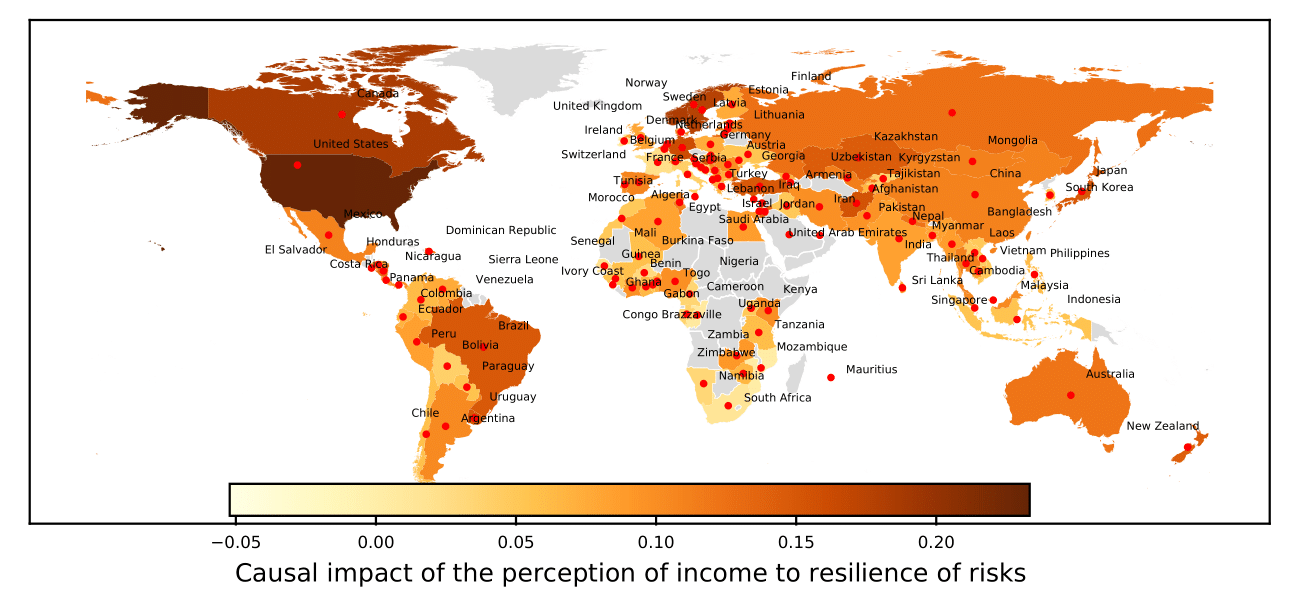 Norway
Finland
Estonia
Canada
Sweden
Latvia
United Kingdom
Denmark
Lithuania
Netherlands
Ireland
Belgium
Germany
Kazakhstan
Mongolia
United States
Austria
Switzerland
France
Serbia
Georgia
Uzbekistan
Kyrgyzstan
Turkey
Armenia
Tajikistan
China
Japan
Tunisia
Lebanon
Iraq
Afghanistan
South Korea
Morocco
Algeria
Egypt
Israel
Jordan
Iran
Pakistan
Bangladesh
Mexico
Saudi Arabia
Nepal
Dominican Republic
Mali
United Arab Emirates
Myanmar
Laos
El Salvador
Honduras
Senegal
Burkina Faso
India
Nicaragua
Guinea
Vietnam
Philippines
Costa Rica
Sierra Leone
Benin
Nigeria
Thailand
Panama
Venezuela
Ivory Coast
Togo
Cambodia
Colombia
Ghana
Gabon
Cameroon
Kenya
Sri Lanka
Malaysia
Ecuador
Congo Brazzaville
Uganda
Singapore
Indonesia
Peru
Brazil
Zambia
Tanzania
Bolivia
Zimbabwe
Mozambique
Paraguay
Namibia
Mauritius
Australia
Uruguay
South Africa
Chile
Argentina
New Zealand
−0.05 0.00 0.05 0.10 0.15 0.20
Causal impact of the perception of income to resilience of risks